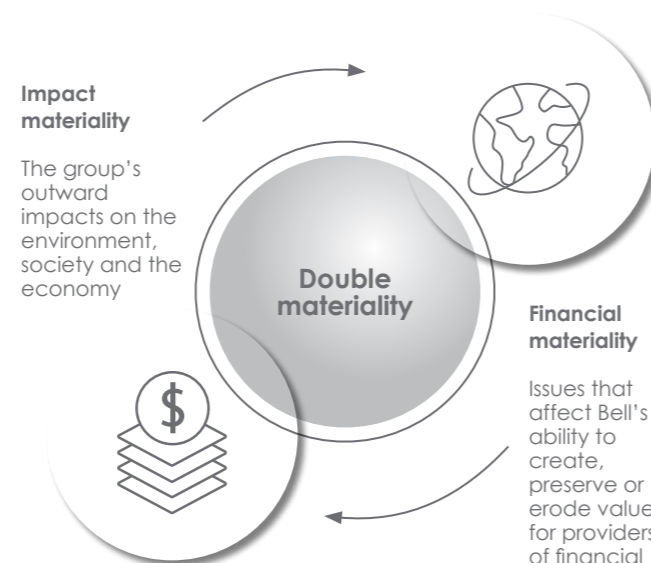 Impact
materiality
The group's
outward
impacts on the
environment,
society and the
economy
Double
materiality
$
Financial
materiality
Issues that
affect Bell's
ability to
create,
preserve or
erode value
for providers
of financial